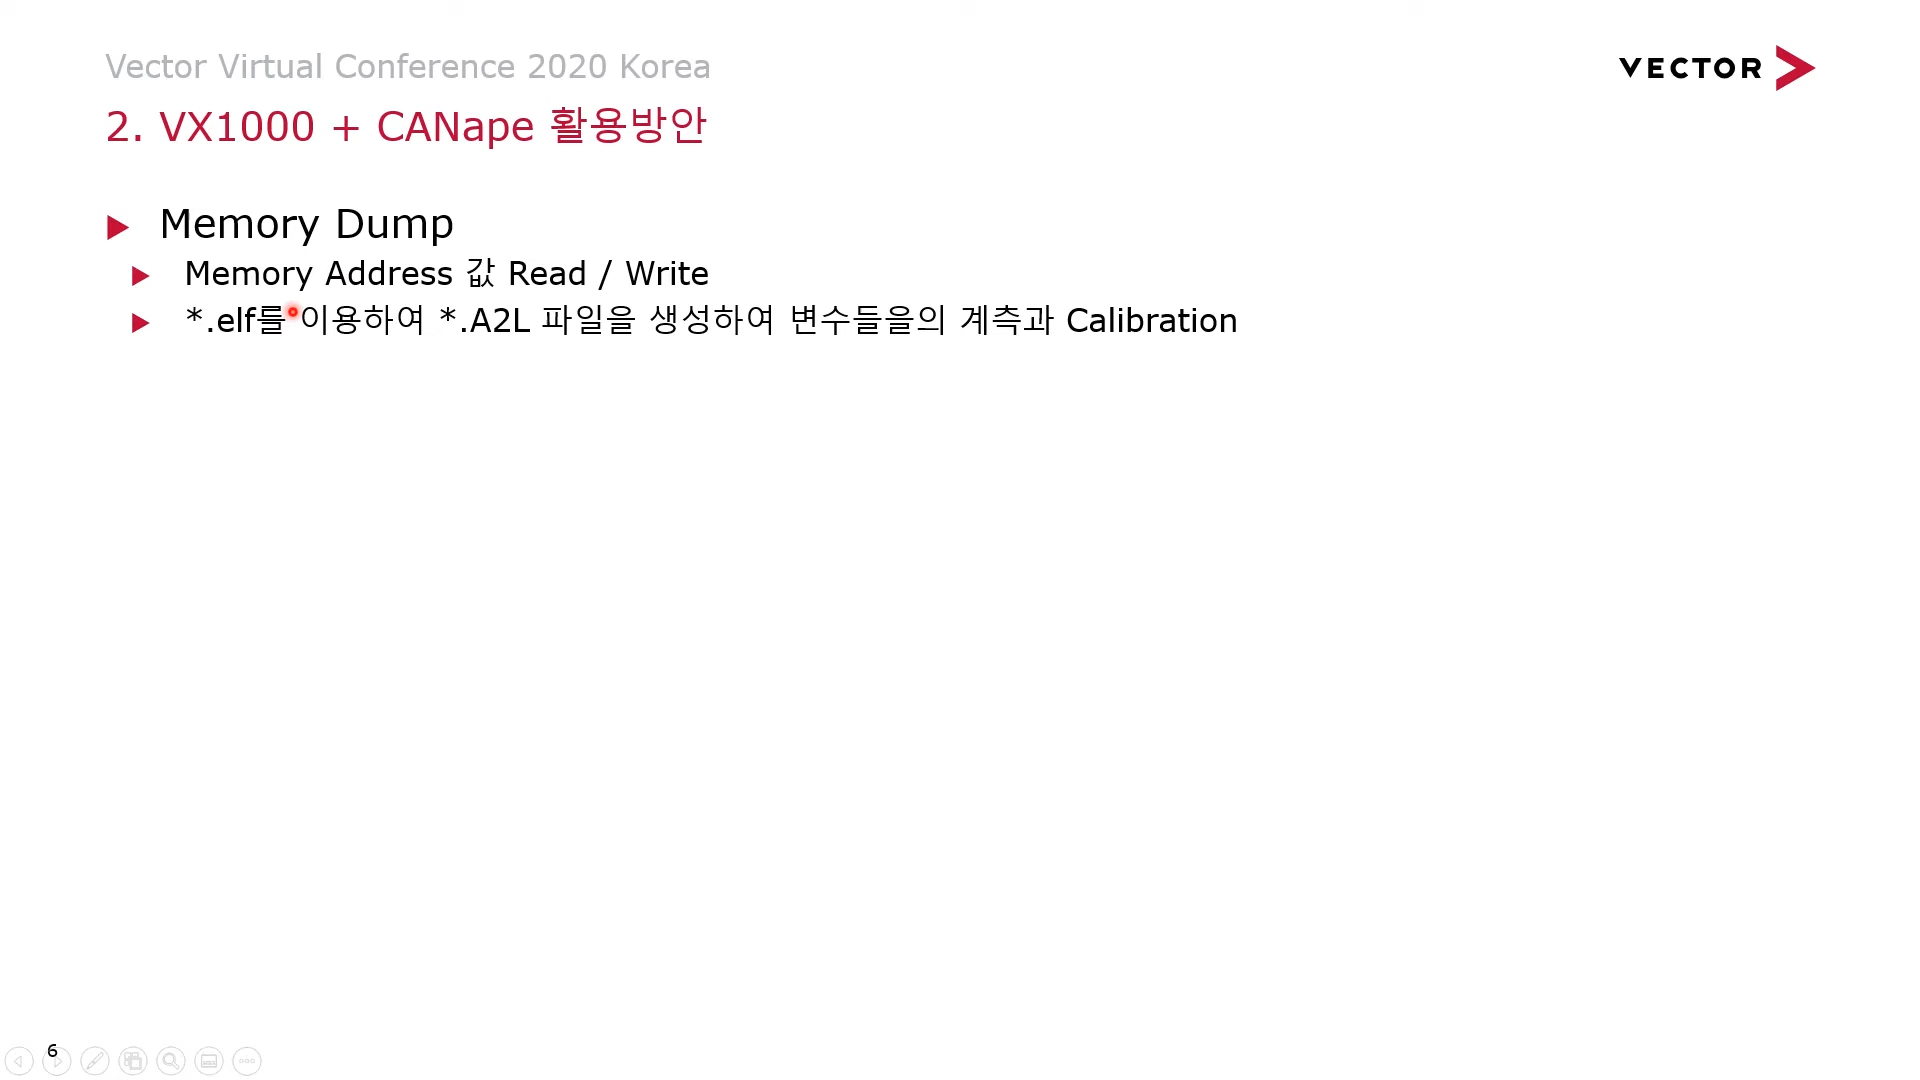 Vector Virtual Conference 2020 Korea
VECTOR
2. VX1000 + CANape 활용방안
Memory Dump
Memory Address 값 Read / Write
*.elf를 이용하여 *.A2L 파일을 생성하여 변수들을의 계측과 Calibration
6